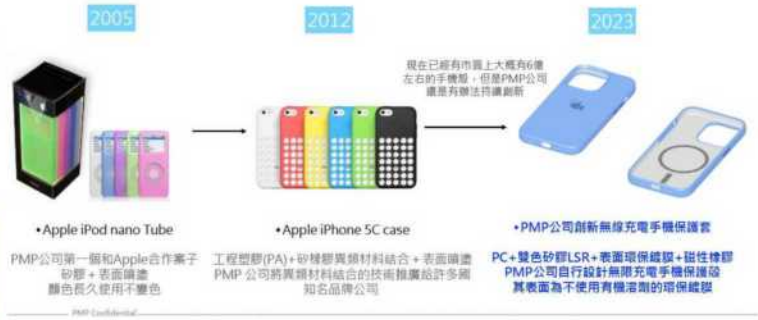 2005
2012
2023
現在已經有市面上大概有6億
左右的手機殼,但是PMP公司
還是有辦法持續創新
•Apple iPod nano Tube
PMP公司第一個和Apple合作案子
矽膠+表面噴塗
顏色長久使用不變色
•Apple iPhone 5C case
工程塑膠(PA)+矽橡膠異類材料結合+表面噴塗
PMP 公司將異類材料結合的技術推廣給許多國
知名品牌公司
•PMP公司創新無線充電手機保護套
PC+雙色矽膠LSR+表面環保鍍膜+磁性橡膠
PMP公司自行設計無限充電手機保護殼
其表面為不使用有機溶劑的環保鍍膜
PMP Confidential